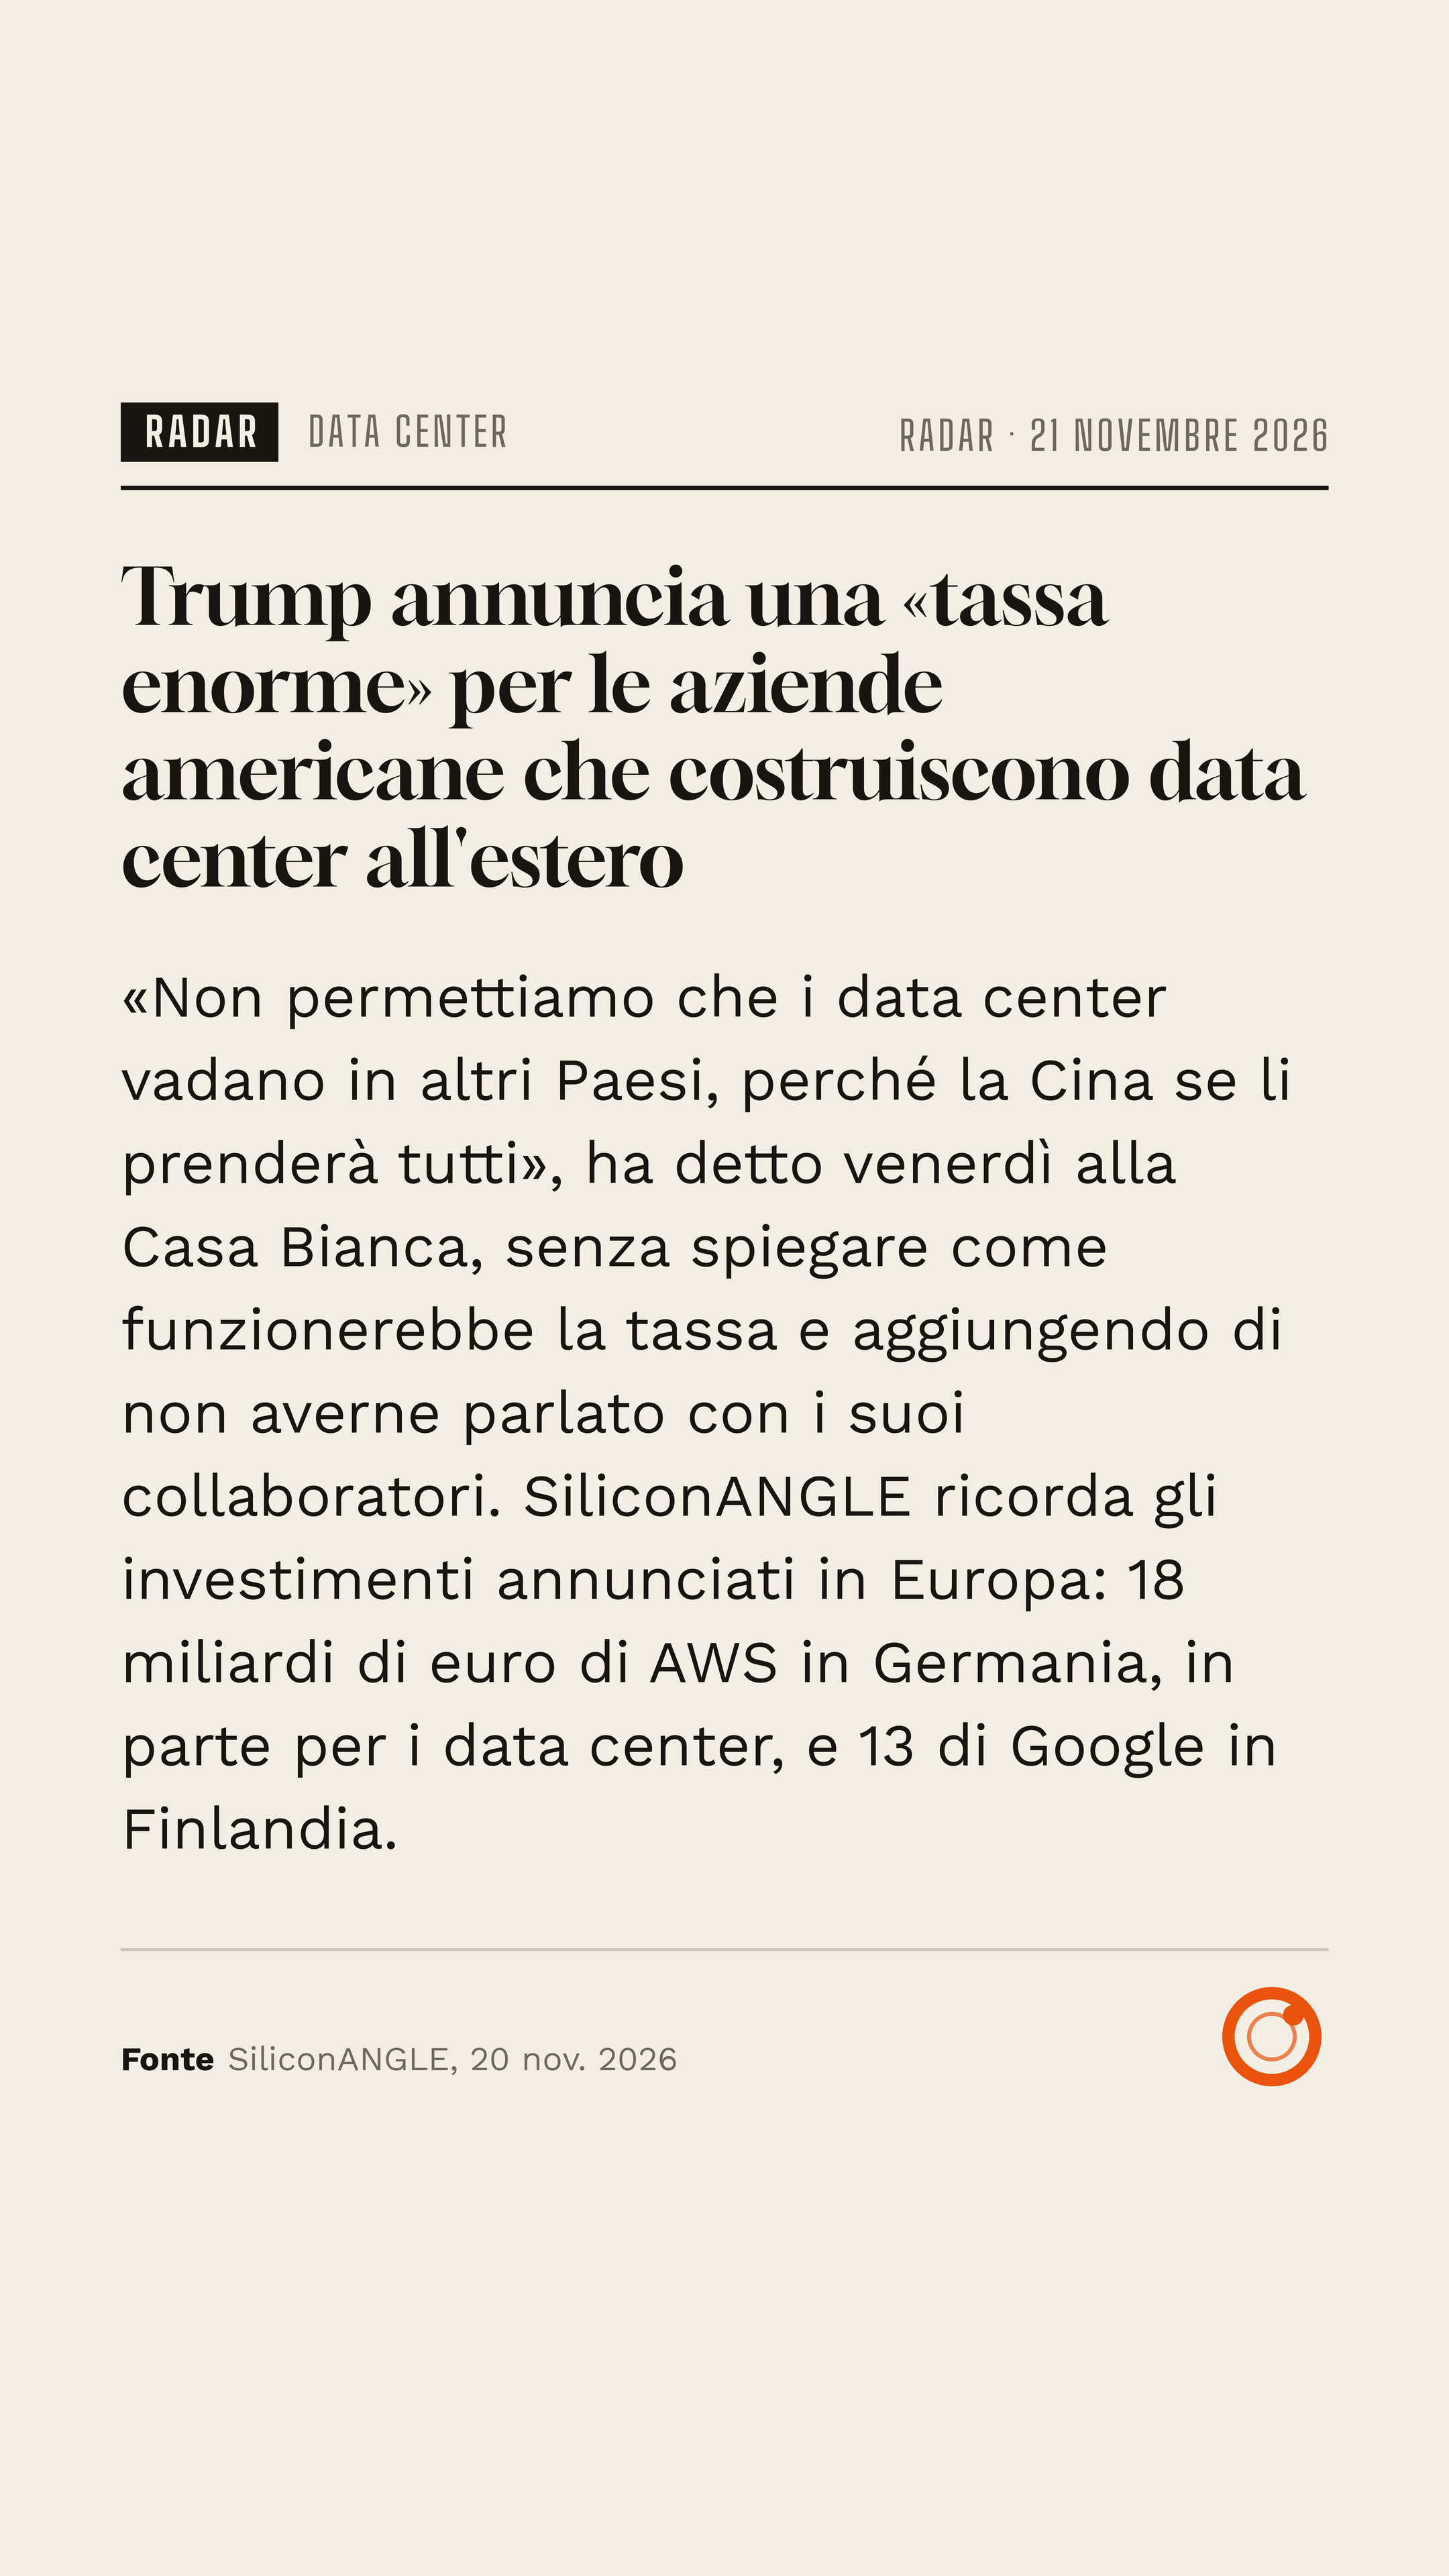 RADAR DATA CENTER RADAR · 21 NOVEMBRE 2026
Trump annuncia una «tassa
enorme» per le aziende
americane che costruiscono data
center all'estero
«Non permettiamo che i data center
vadano in altri Paesi, perché la Cina se li
prenderà tutti», ha detto venerdì alla
Casa Bianca, senza spiegare come
funzionerebbe la tassa e aggiungendo di
non averne parlato con i suoi
collaboratori. SiliconANGLE ricorda gli
investimenti annunciati in Europa: 18
miliardi di euro di AWS in Germania, in
parte per i data center, e 13 di Google in
Finlandia.
Fonte SiliconANGLE, 20 nov. 2026